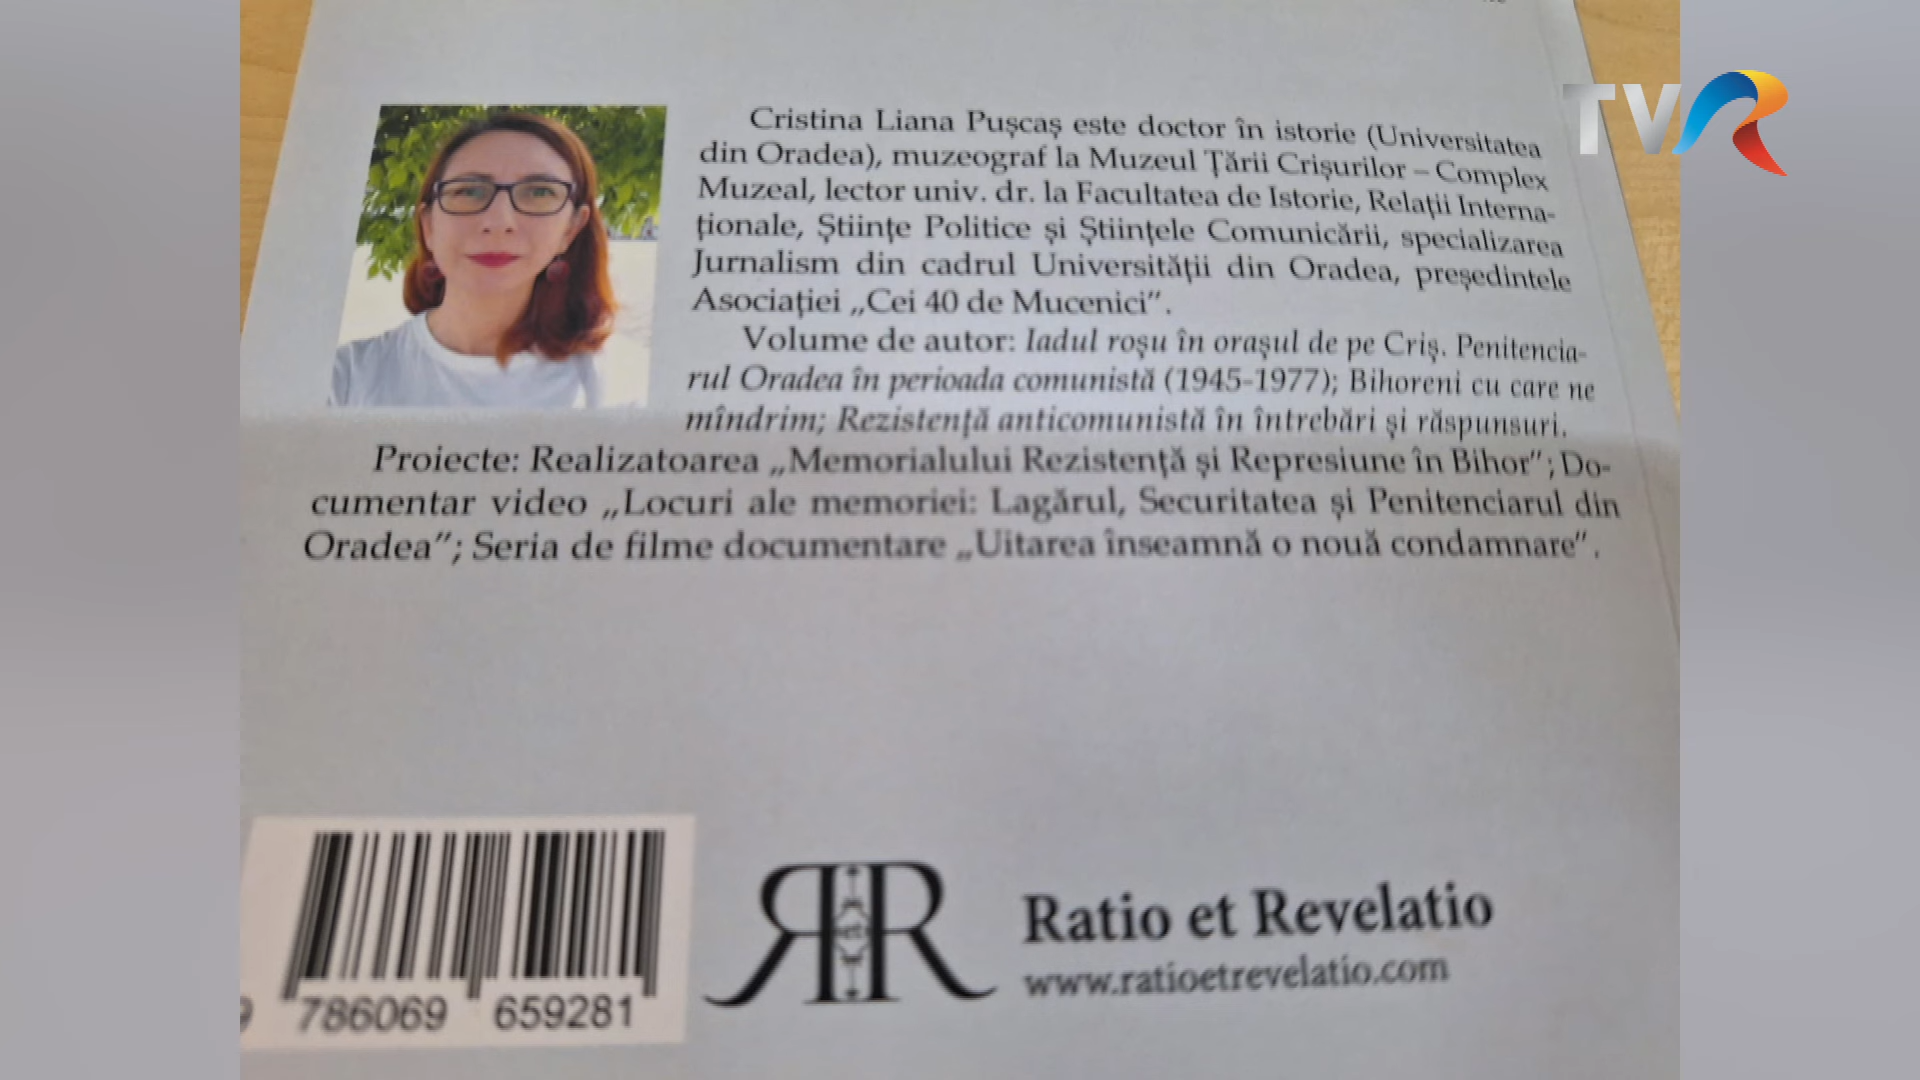 TVR
Cristina Liana Pușcaș este doctor în istorie (Universitatea
din Oradea), muzeograf la Muzeul Țării Crișurilor – Complex
Muzeal, lector univ. dr. la Facultatea de Istorie, Relații Interna-
ționale, Științe Politice și Științele Comunicării, specializarea
Jurnalism din cadrul Universității din Oradea, președintele
Asociației „Cei 40 de Mucenici”.
Volume de autor: Iadul roșu în orașul de pe Criș. Penitencia-
rul Oradea în perioada comunistă (1945-1977); Bihoreni cu care ne
mîndrim; Rezistență anticomunistă în întrebări și răspunsuri.
Proiecte: Realizatoarea „Memorialului Rezistență și Represiune în Bihor”; Do-
cumentar video „Locuri ale memoriei: Lagărul, Securitatea și Penitenciarul din
Oradea”; Seria de filme documentare „Uitarea înseamnă o nouă condamnare”.
9 786069 659281
RR
Ratio et Revelatio
www.ratioetrevelatio.com